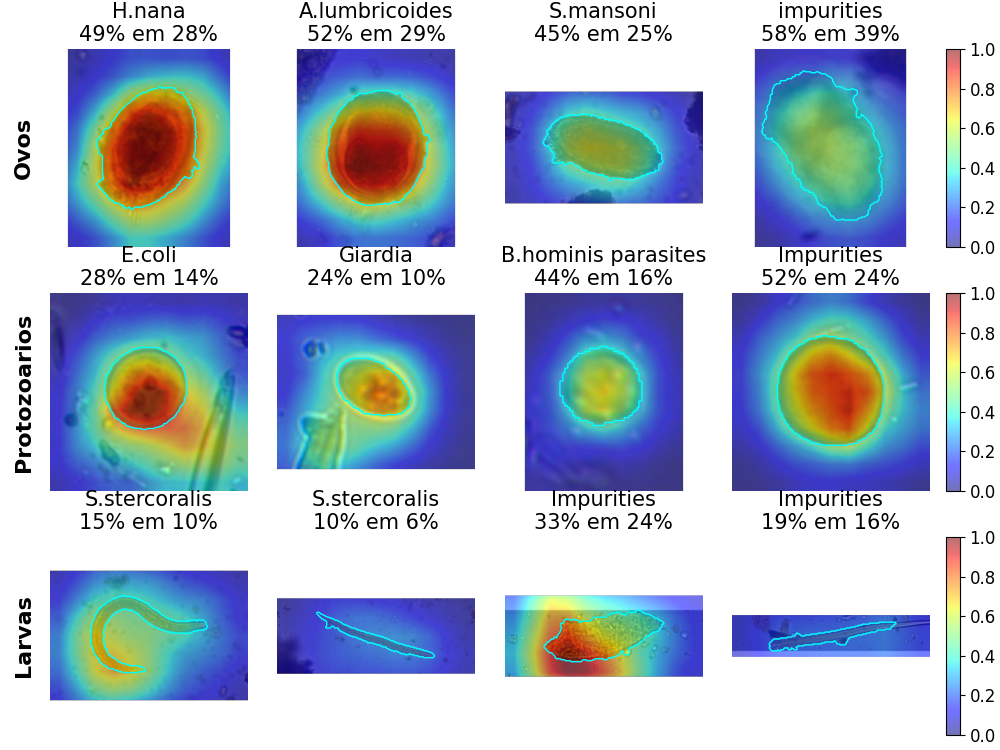 H.nana
49% em 28%
A.lumbricoides
52% em 29%
S.mansoni
45% em 25%
impurities
58% em 39%
Ovos
1.0
0.8
0.6
0.4
0.2
0.0
E.coli
28% em 14%
Giardia
24% em 10%
B.hominis parasites
44% em 16%
Impurities
52% em 24%
Protozoarios
1.0
0.8
0.6
0.4
0.2
0.0
S.stercoralis
15% em 10%
S.stercoralis
10% em 6%
Impurities
33% em 24%
Impurities
19% em 16%
Larvas
1.0
0.8
0.6
0.4
0.2
0.0